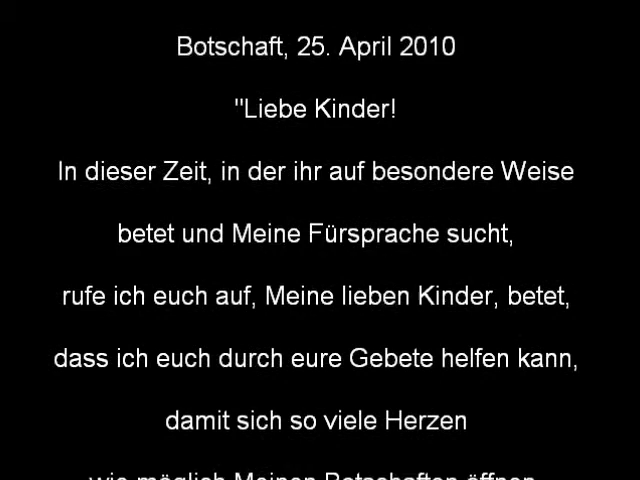 Botschaft, 25. April 2010
"Liebe Kinder!
In dieser Zeit, in der ihr auf besondere Weise
betet und Meine Fürsprache sucht,
rufe ich euch auf, Meine lieben Kinder, betet,
dass ich euch durch eure Gebete helfen kann,
damit sich so viele Herzen
wie möglich Meinen Botschaften öffnen